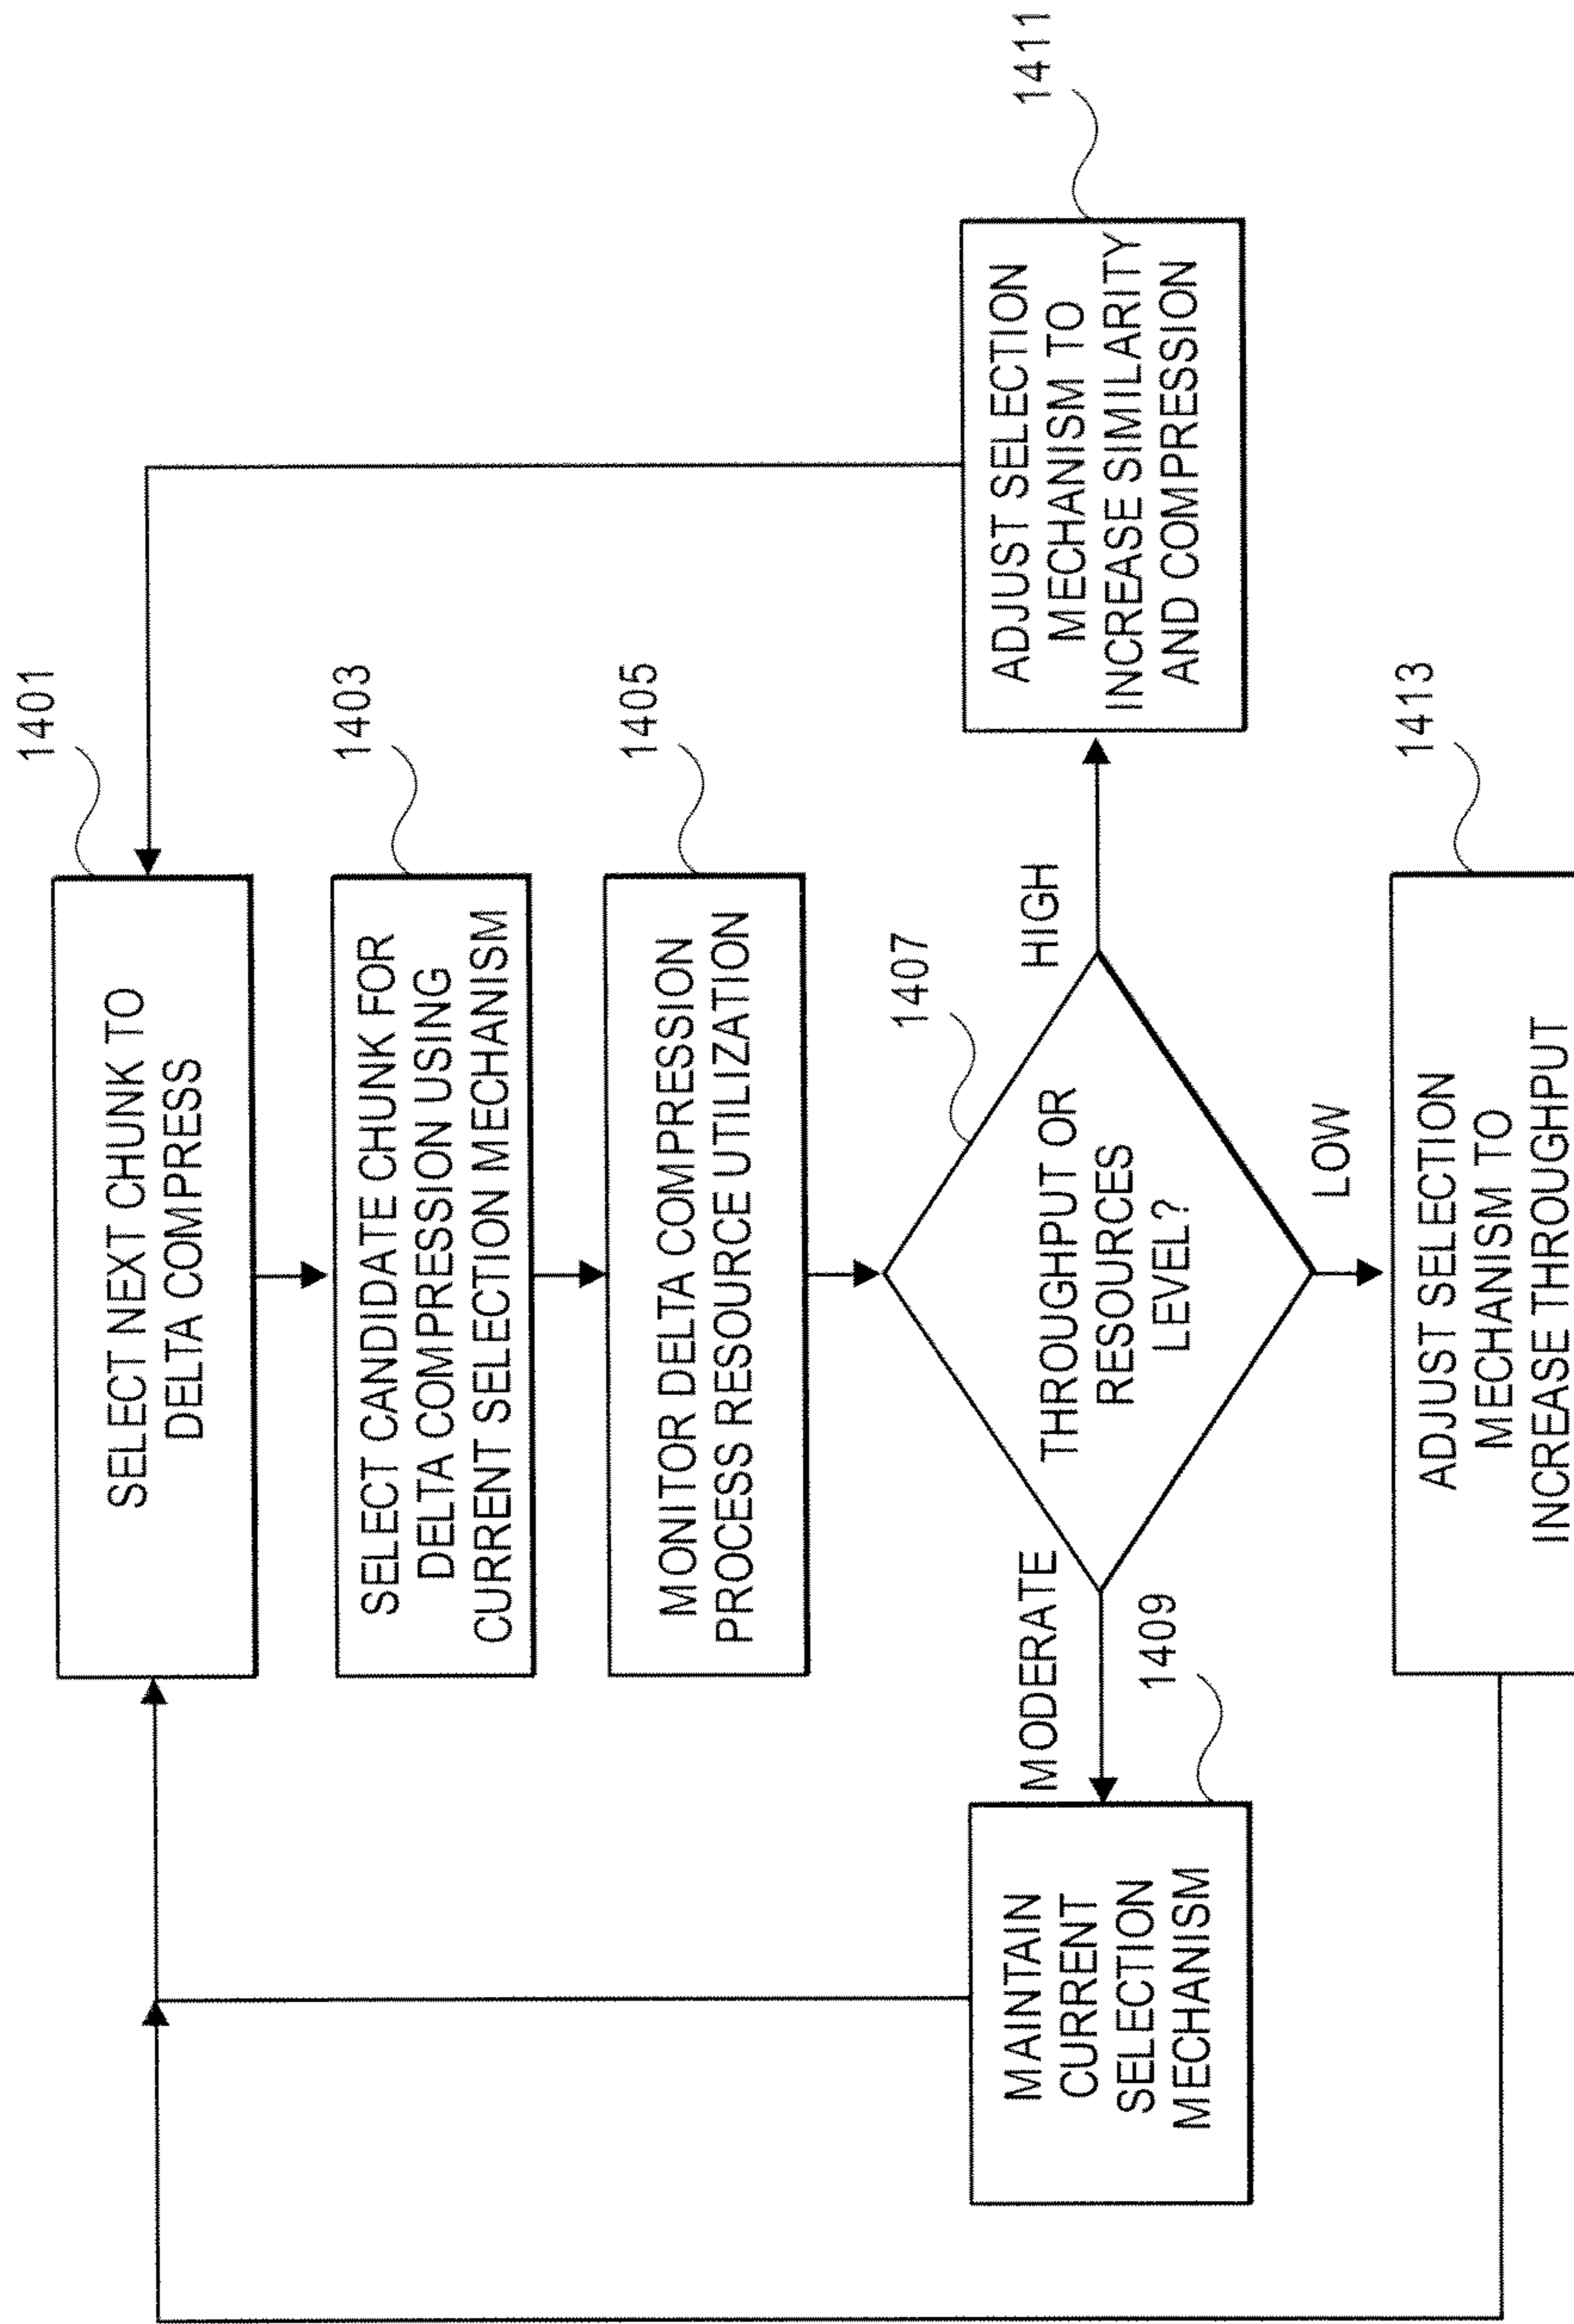 1401
SELECT NEXT CHUNK TO
DELTA COMPRESS
1403
SELECT CANDIDATE CHUNK FOR
DELTA COMPRESSION USING
CURRENT SELECTION MECHANISM
1405
MONITOR DELTA COMPRESSION
PROCESS RESOURCE UTILIZATION
1407
THROUGHPUT OR
RESOURCES
LEVEL?
MODERATE
HIGH
LOW
1409
MAINTAIN
CURRENT
SELECTION
MECHANISM
1411
ADJUST SELECTION
MECHANISM TO
INCREASE SIMILARITY
AND COMPRESSION
1413
ADJUST SELECTION
MECHANISM TO
INCREASE THROUGHPUT